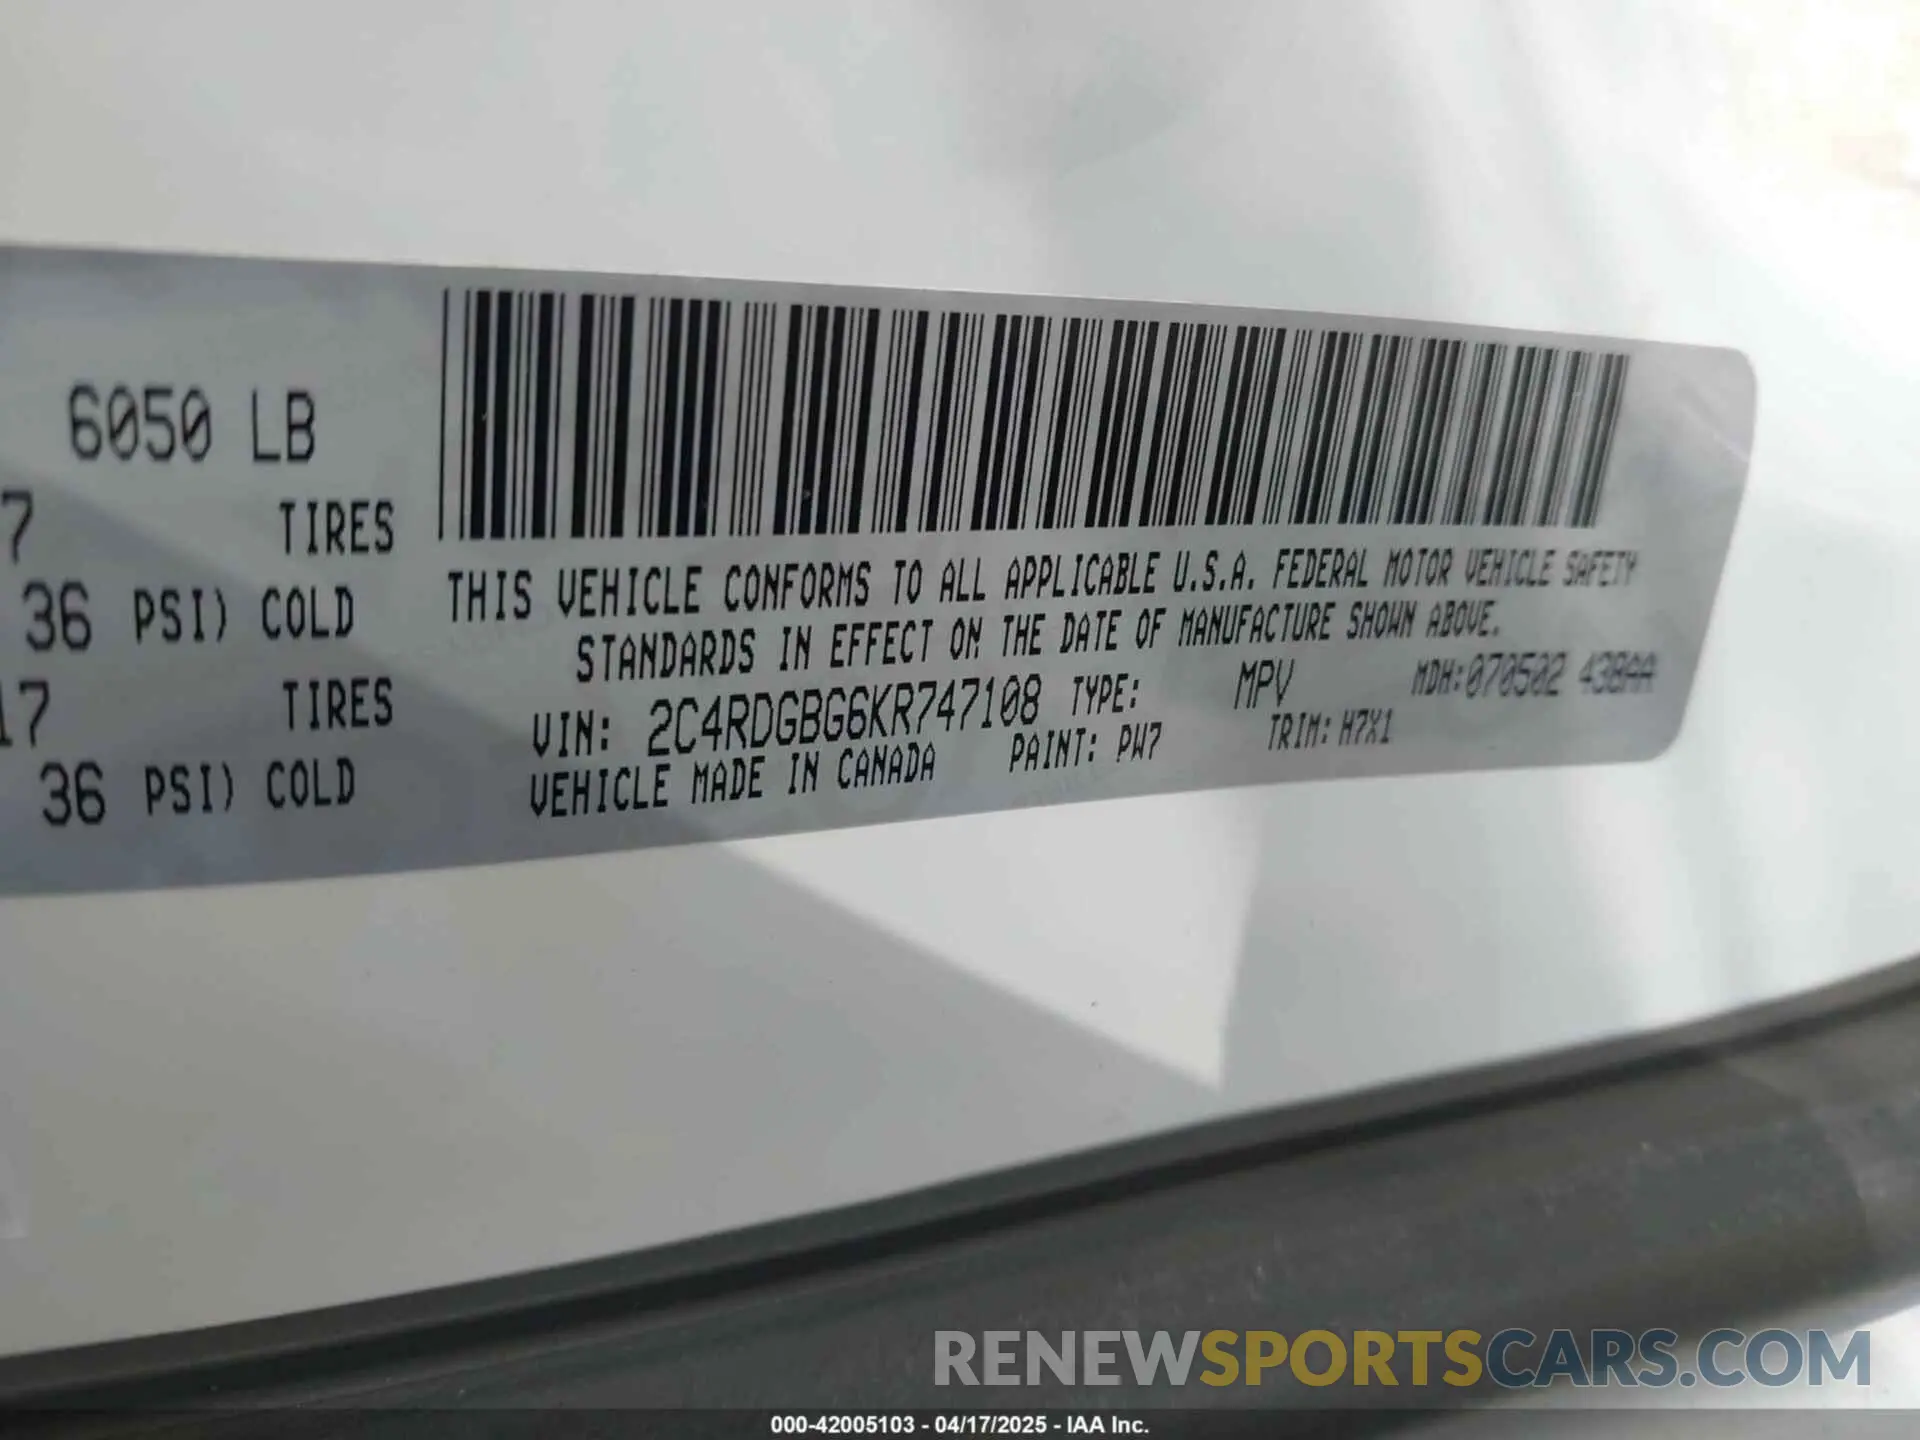 6050 LB
7 TIRES
36 PSI) COLD
17 TIRES
36 PSI) COLD
THIS VEHICLE CONFORMS TO ALL APPLICABLE U.S.A. FEDERAL MOTOR VEHICLE SAFETY
STANDARDS IN EFFECT ON THE DATE OF MANUFACTURE SHOWN ABOVE.
VIN: 2C4RDGBG6KR747108 TYPE: MPV MDH:070502 438AA
VEHICLE MADE IN CANADA PAINT: PW7 TRIM: H7X1
RENEWSPORTSCARS.COM
000-42005103 - 04/17/2025 - IAA Inc.